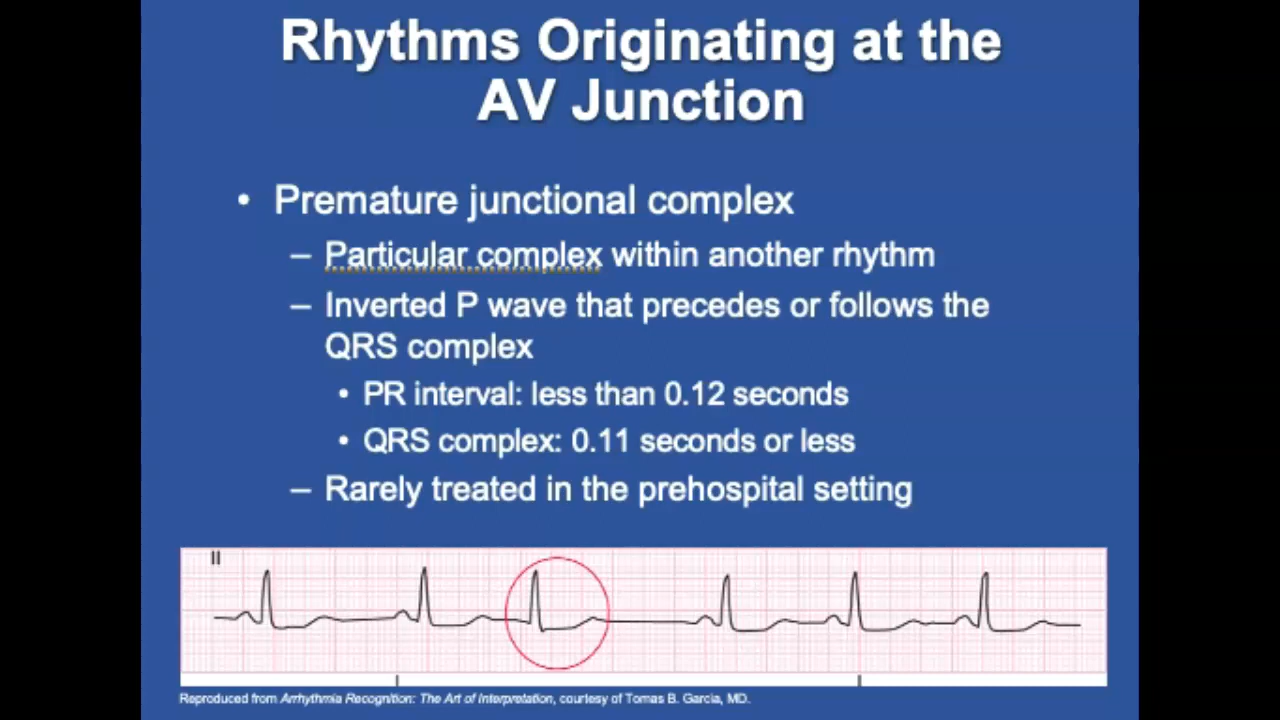 Rhythms Originating at the
AV Junction
• Premature junctional complex
– Particular complex within another rhythm
– Inverted P wave that precedes or follows the
QRS complex
• PR interval: less than 0.12 seconds
• QRS complex: 0.11 seconds or less
– Rarely treated in the prehospital setting
II
Reproduced from Arrhythmia Recognition: The Art of Interpretation, courtesy of Tomas B. Garcia, MD.